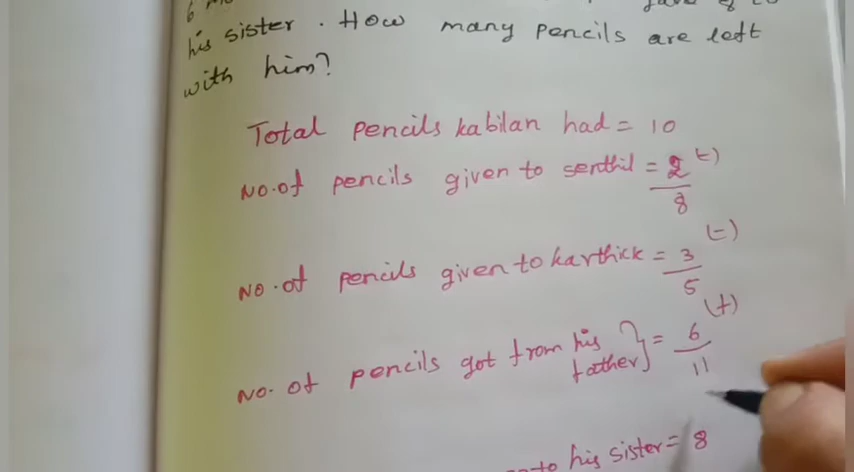 6
his sister. How many pencils are left
with him?
Total pencils kabilan had = 10
No. of pencils given to senthil = 2 (-)
8
No. of pencils given to karthick = 3 (-)
5
No. of pencils got from his father } = 6 (+)
11
to his sister = 8